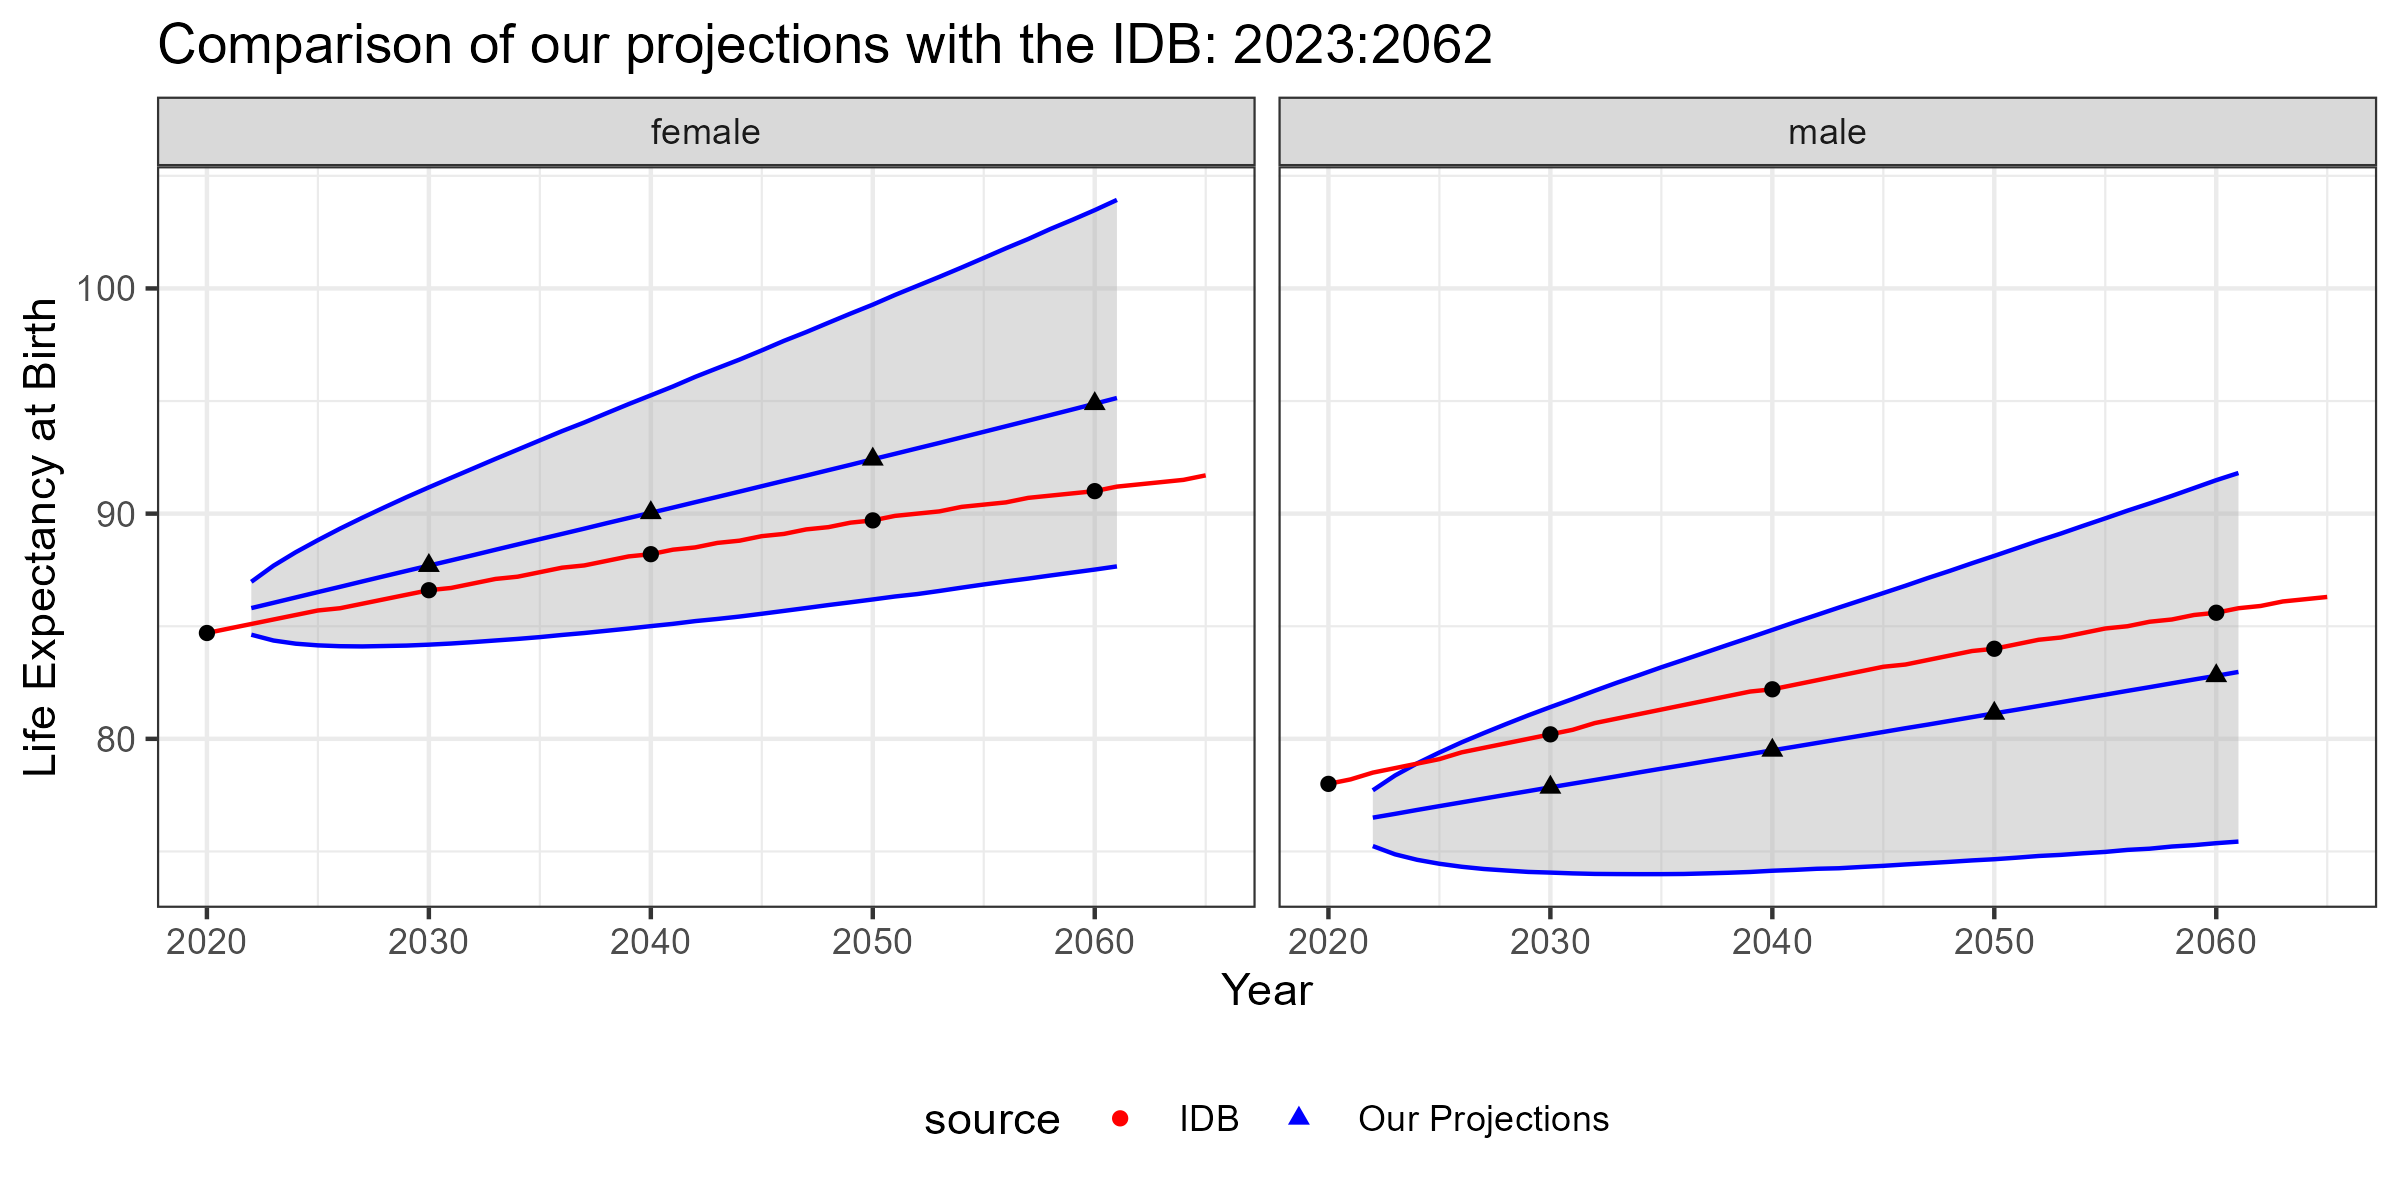 Comparison of our projections with the IDB: 2023:2062
female
male
Life Expectancy at Birth
100
90
80
2020 2030 2040 2050 2060
2020 2030 2040 2050 2060
Year
source IDB Our Projections